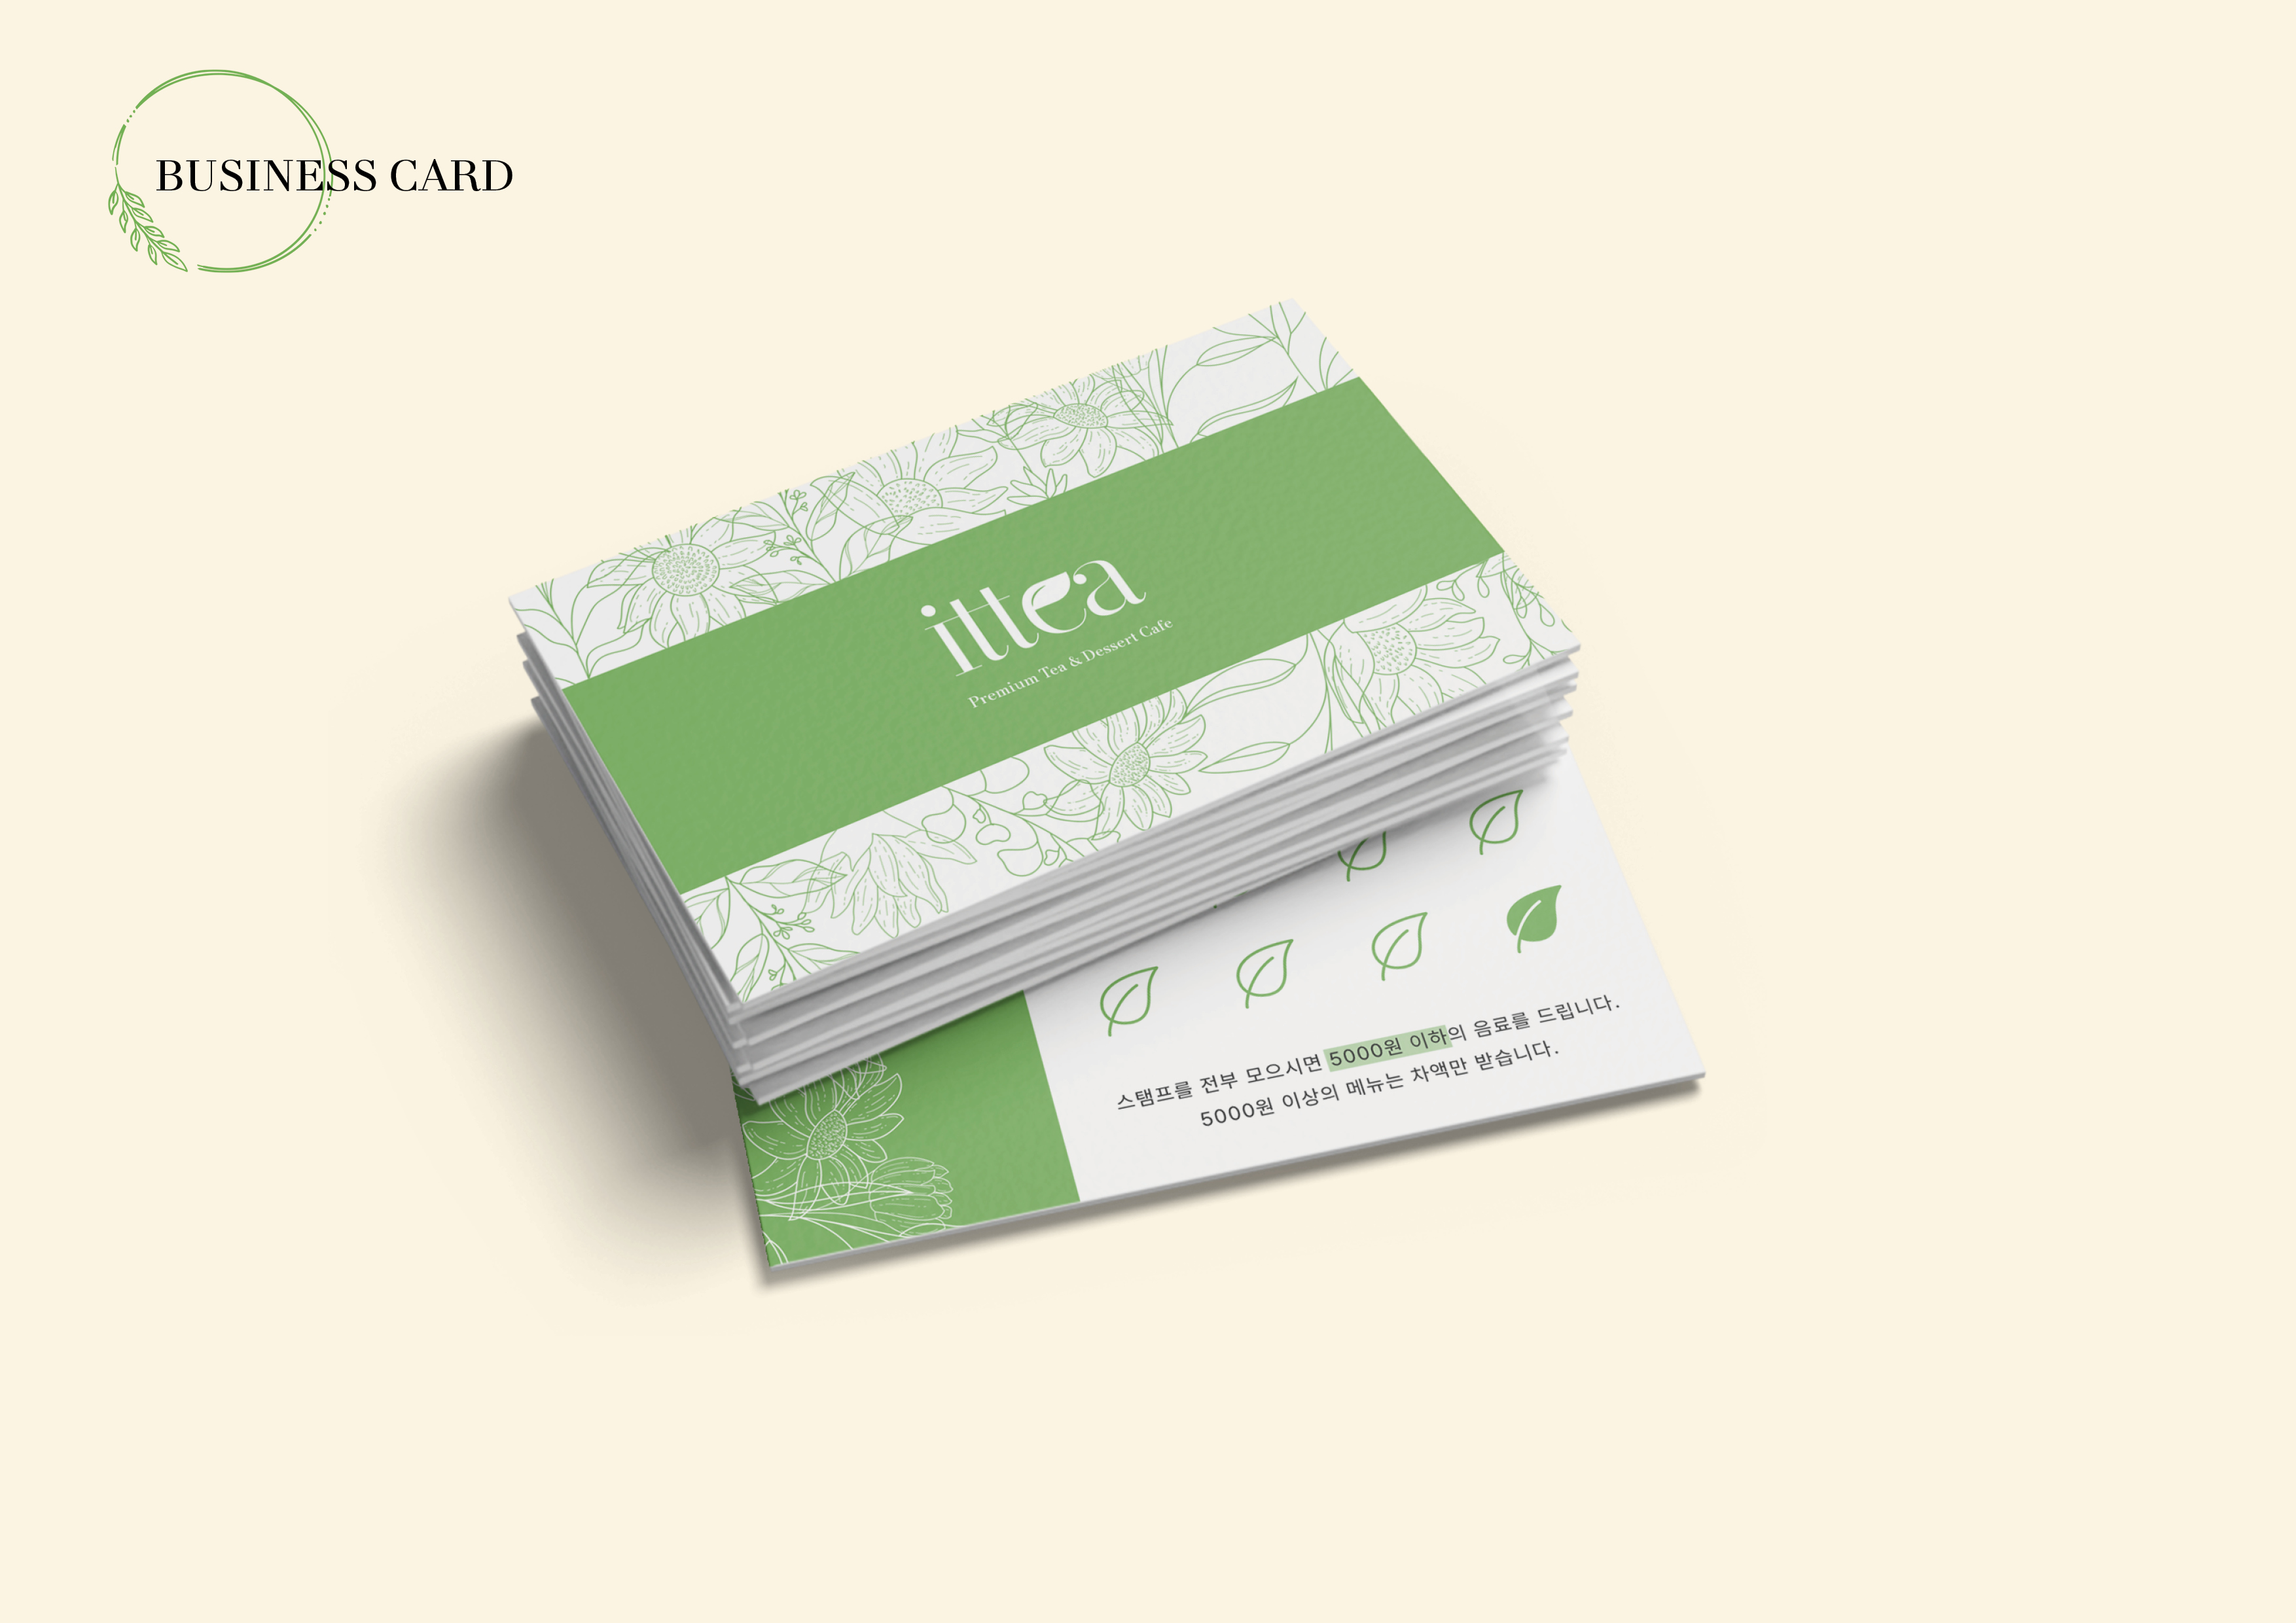 BUSINESS CARD
ittea
Premium Tea & Dessert Cafe
스탬프를 전부 모으시면 5000원 이하의 음료를 드립니다.
5000원 이상의 메뉴는 차액만 받습니다.